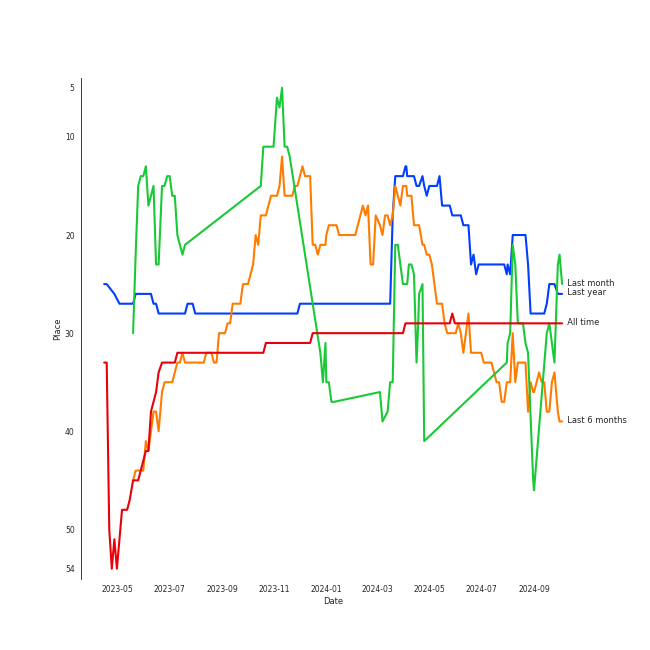 5
10
20
30
40
50
54
Place
2023-05
2023-07
2023-09
2023-11
2024-01
2024-03
2024-05
2024-07
2024-09
Date
Last month
Last year
All time
Last 6 months